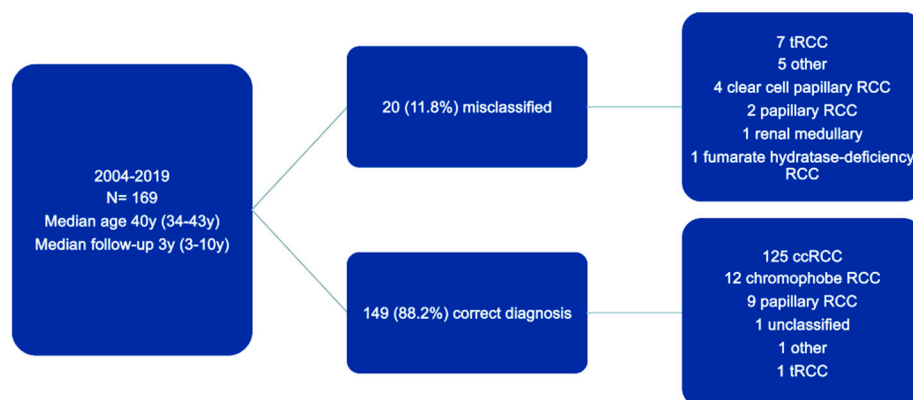 2004-2019
N= 169
Median age 40y (34-43y)
Median follow-up 3y (3-10y)
20 (11.8%) misclassified
7 tRCC
5 other
4 clear cell papillary RCC
2 papillary RCC
1 renal medullary
1 fumarate hydratase-deficiency
RCC
149 (88.2%) correct diagnosis
125 ccRCC
12 chromophobe RCC
9 papillary RCC
1 unclassified
1 other
1 tRCC